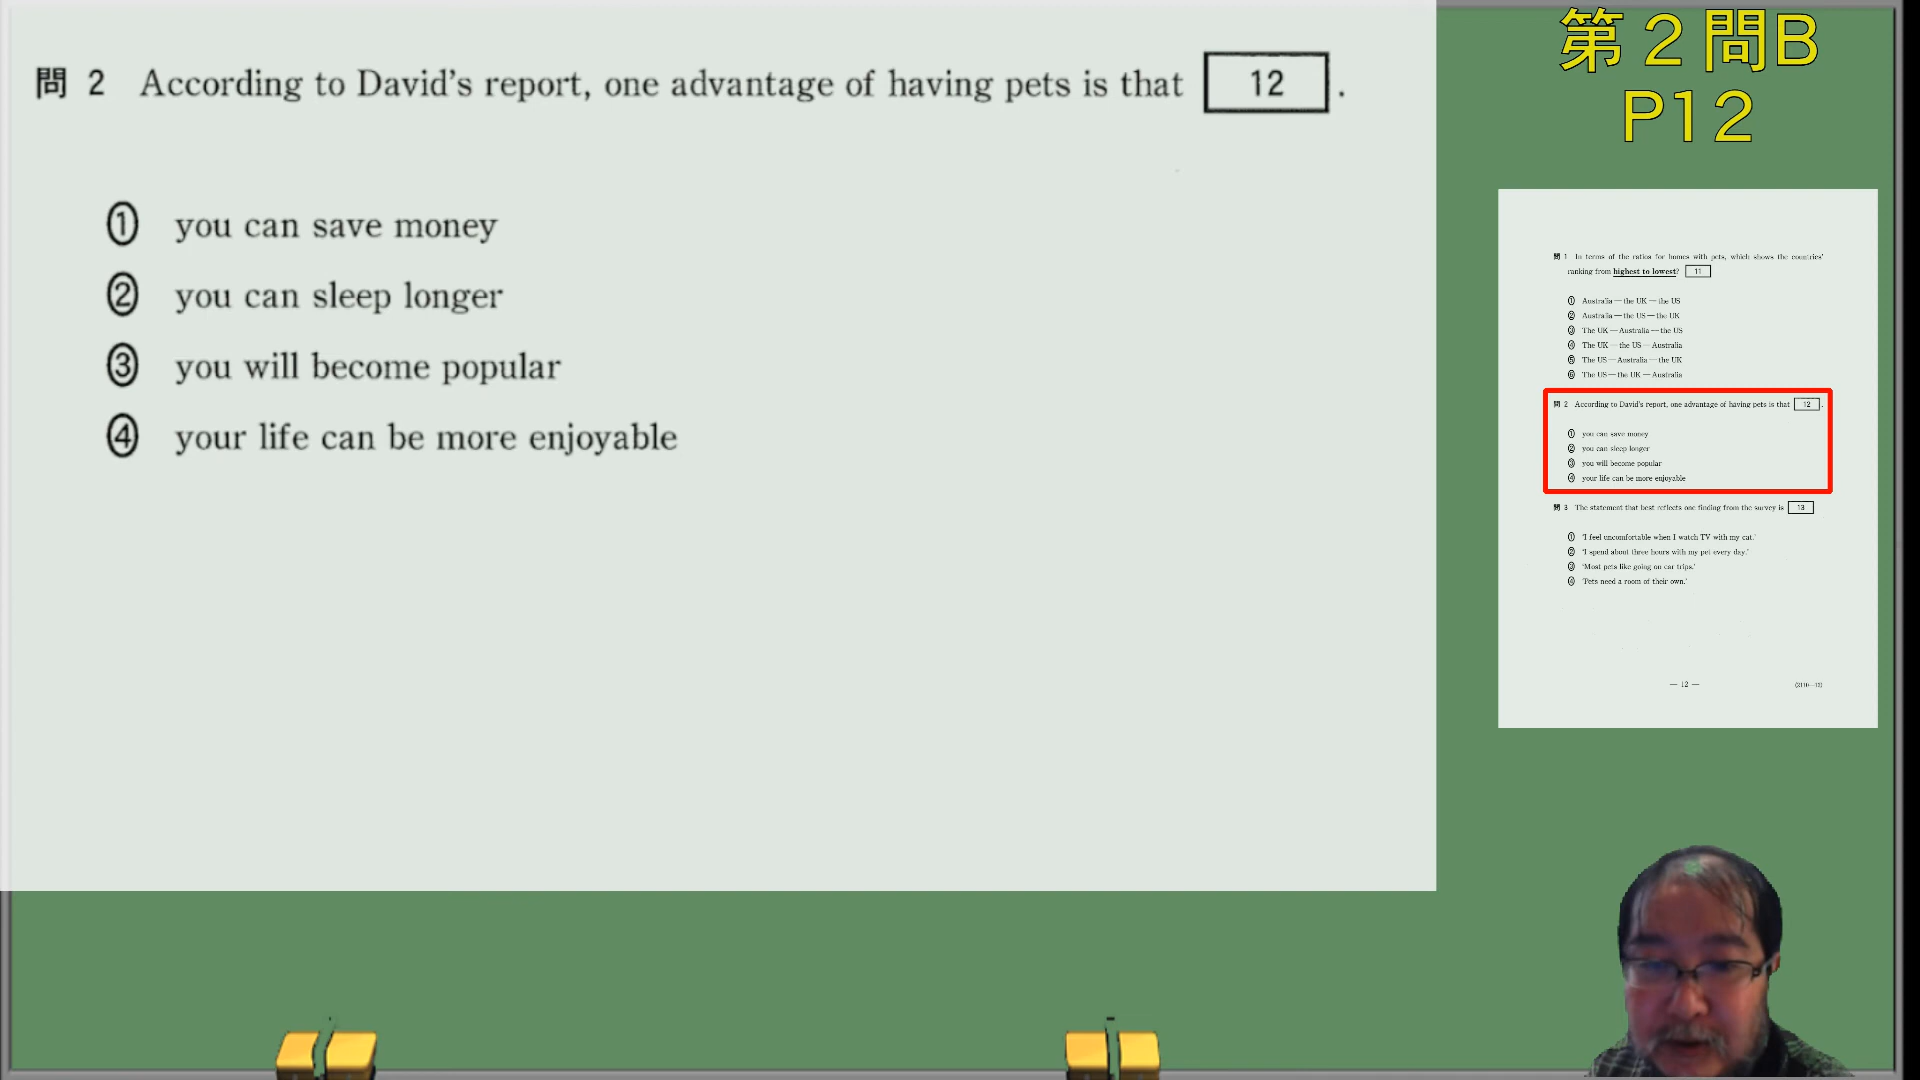 問 2 According to David's report, one advantage of having pets is that 12 .
① you can save money
② you can sleep longer
③ you will become popular
④ your life can be more enjoyable
第２問B
P12
問 1 In terms of the ratios for homes with pets, which shows the countries'
ranking from highest to lowest? 11
① Australia — the UK — the US
② Australia — the US — the UK
③ The UK — Australia — the US
④ The UK — the US — Australia
⑤ The US — Australia — the UK
⑥ The US — the UK — Australia
問 2 According to David's report, one advantage of having pets is that 12 .
① you can save money
② you can sleep longer
③ you will become popular
④ your life can be more enjoyable
問 3 The statement that best reflects one finding from the survey is 13
① 'I feel uncomfortable when I watch TV with my cat.'
② 'I spend about three hours with my pet every day.'
③ 'Most pets like going on car trips.'
④ 'Pets need a room of their own.'
— 12 —
(2110—12)